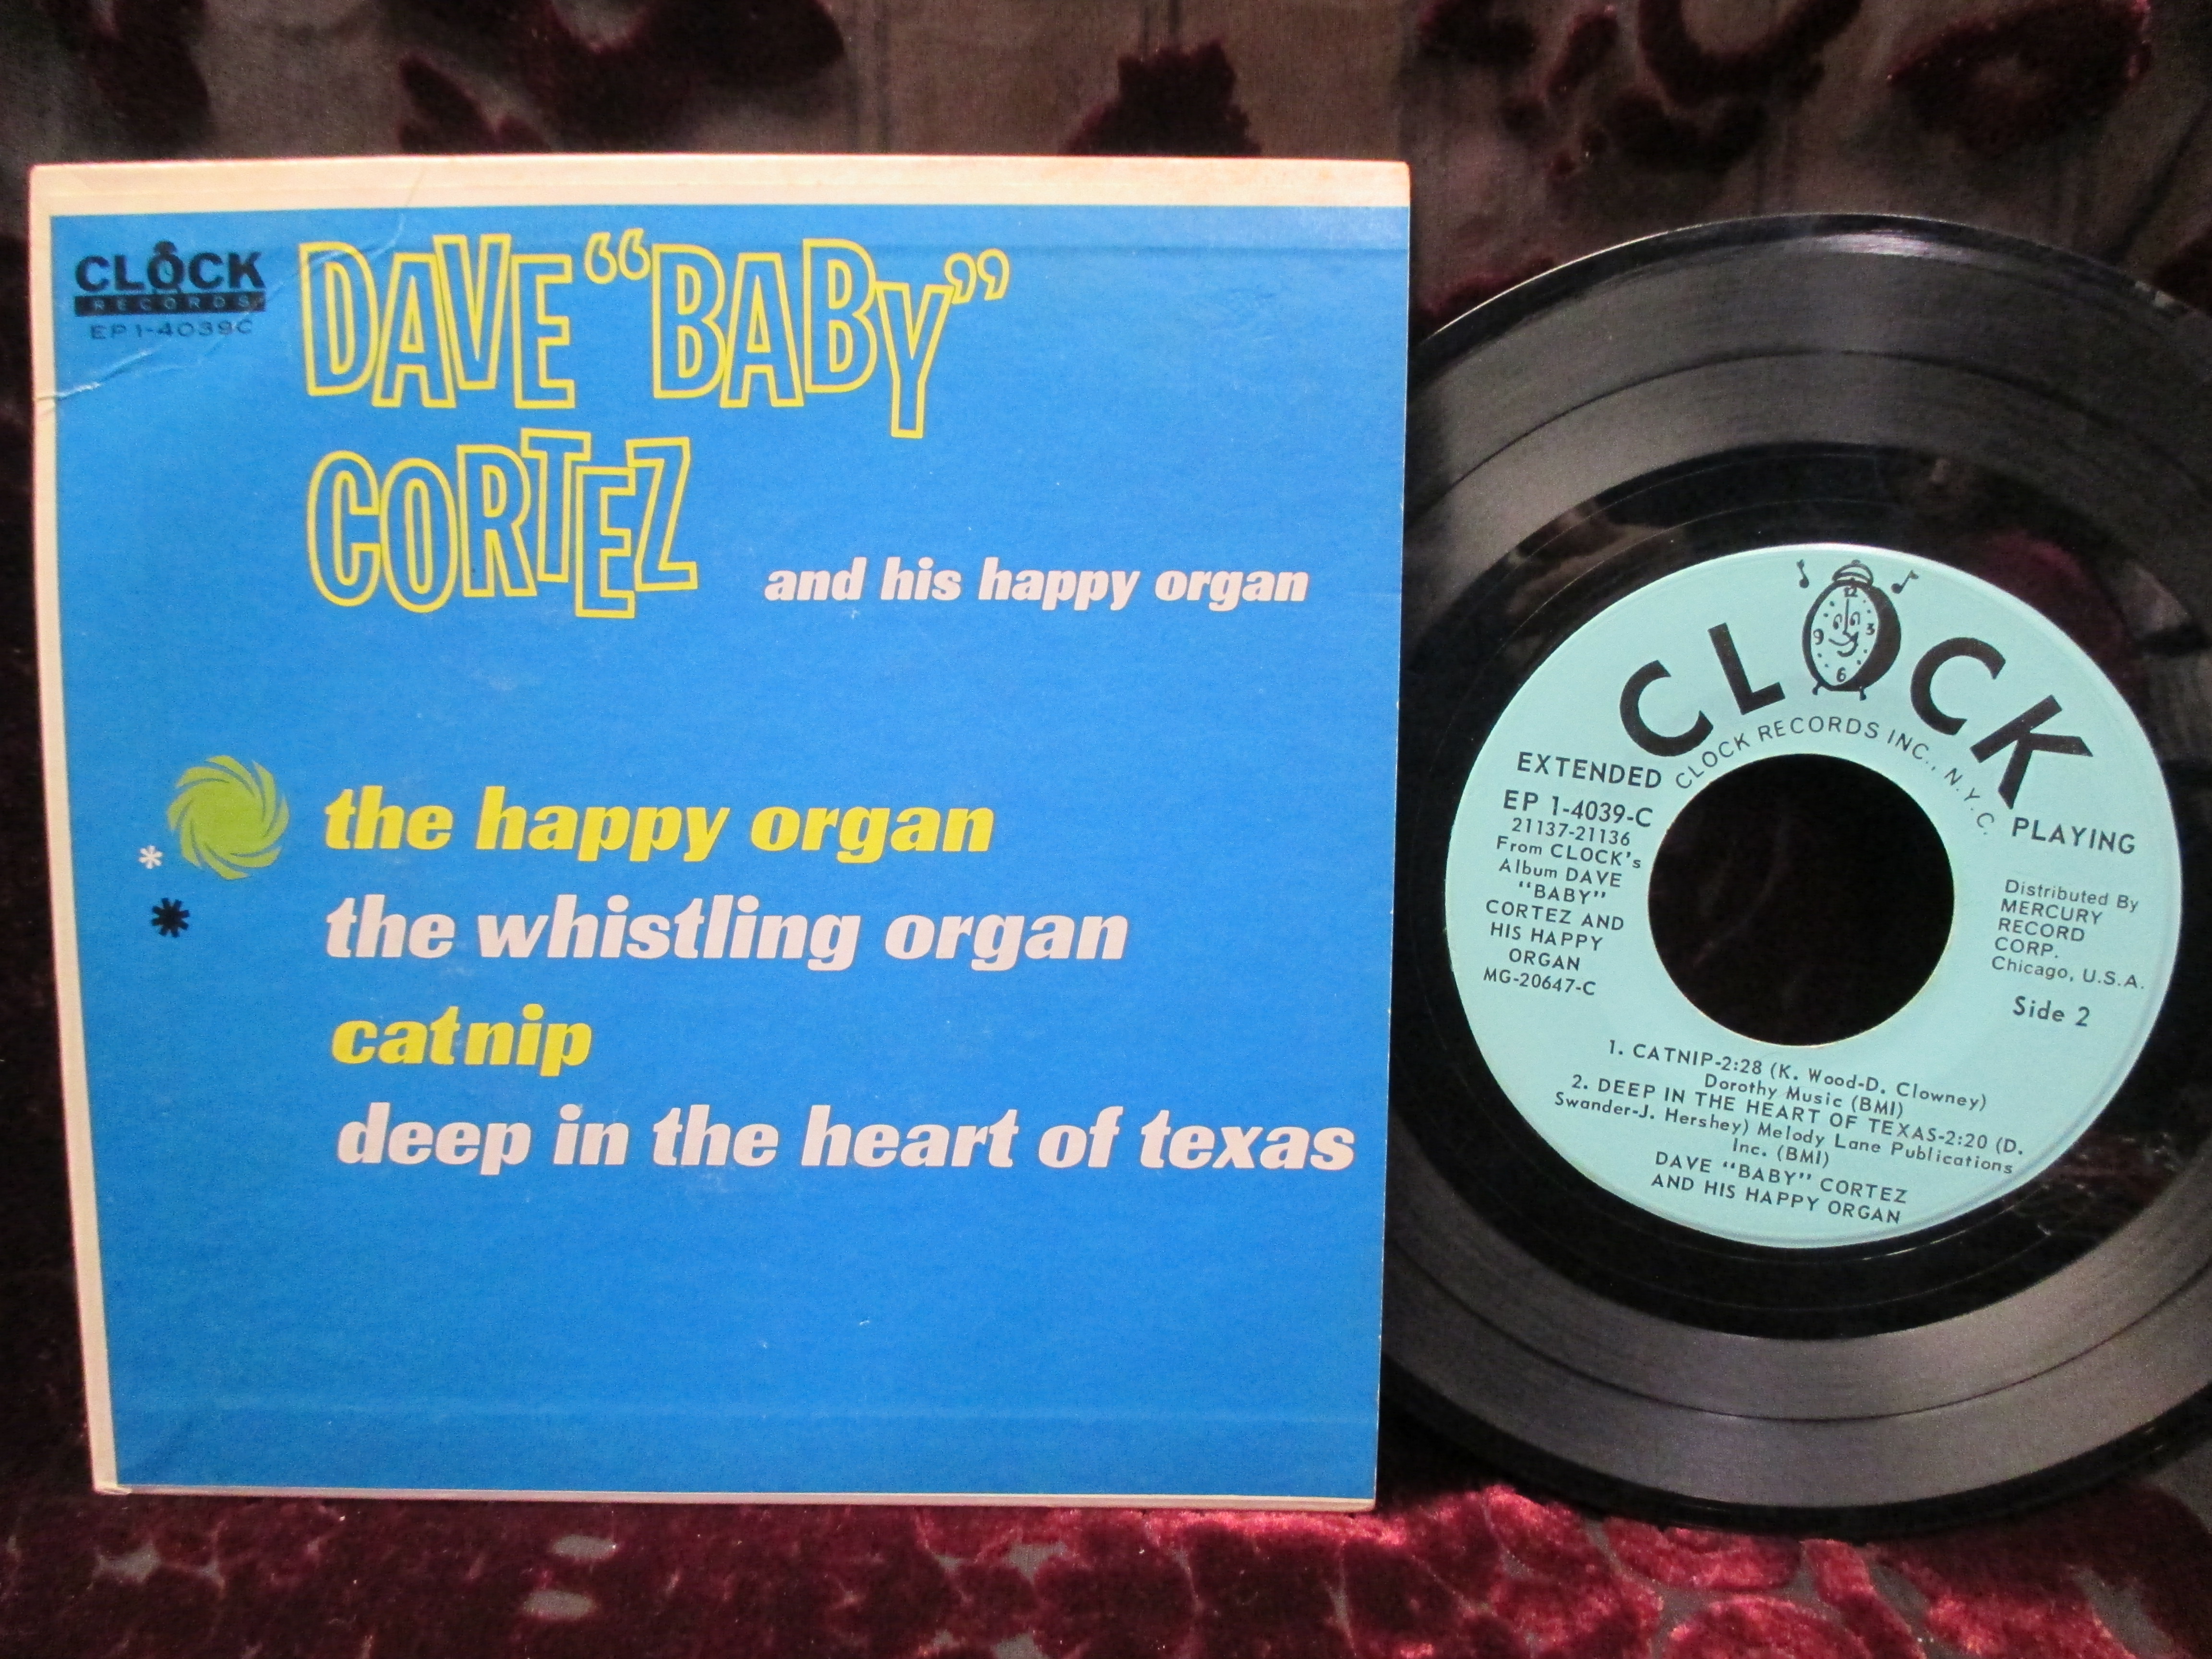 CLOCK
RECORDS
EP 1-4039C
DAVE “BABY”
CORTEZ
and his happy organ
the happy organ
the whistling organ
catnip
deep in the heart of texas
CLOCK
12
3
6
9
CLOCK RECORDS INC., N.Y.C.
EXTENDED
PLAYING
EP 1-4039-C
21137-21136
From CLOCK's
Album DAVE
“BABY”
CORTEZ AND
HIS HAPPY
ORGAN
MG-20647-C
Distributed By
MERCURY
RECORD
CORP.
Chicago, U.S.A.
Side 2
1. CATNIP-2:28 (K. Wood-D. Clowney)
Dorothy Music (BMI)
2. DEEP IN THE HEART OF TEXAS-2:20 (D.
Swander-J. Hershey) Melody Lane Publications
Inc. (BMI)
DAVE “BABY” CORTEZ
AND HIS HAPPY ORGAN